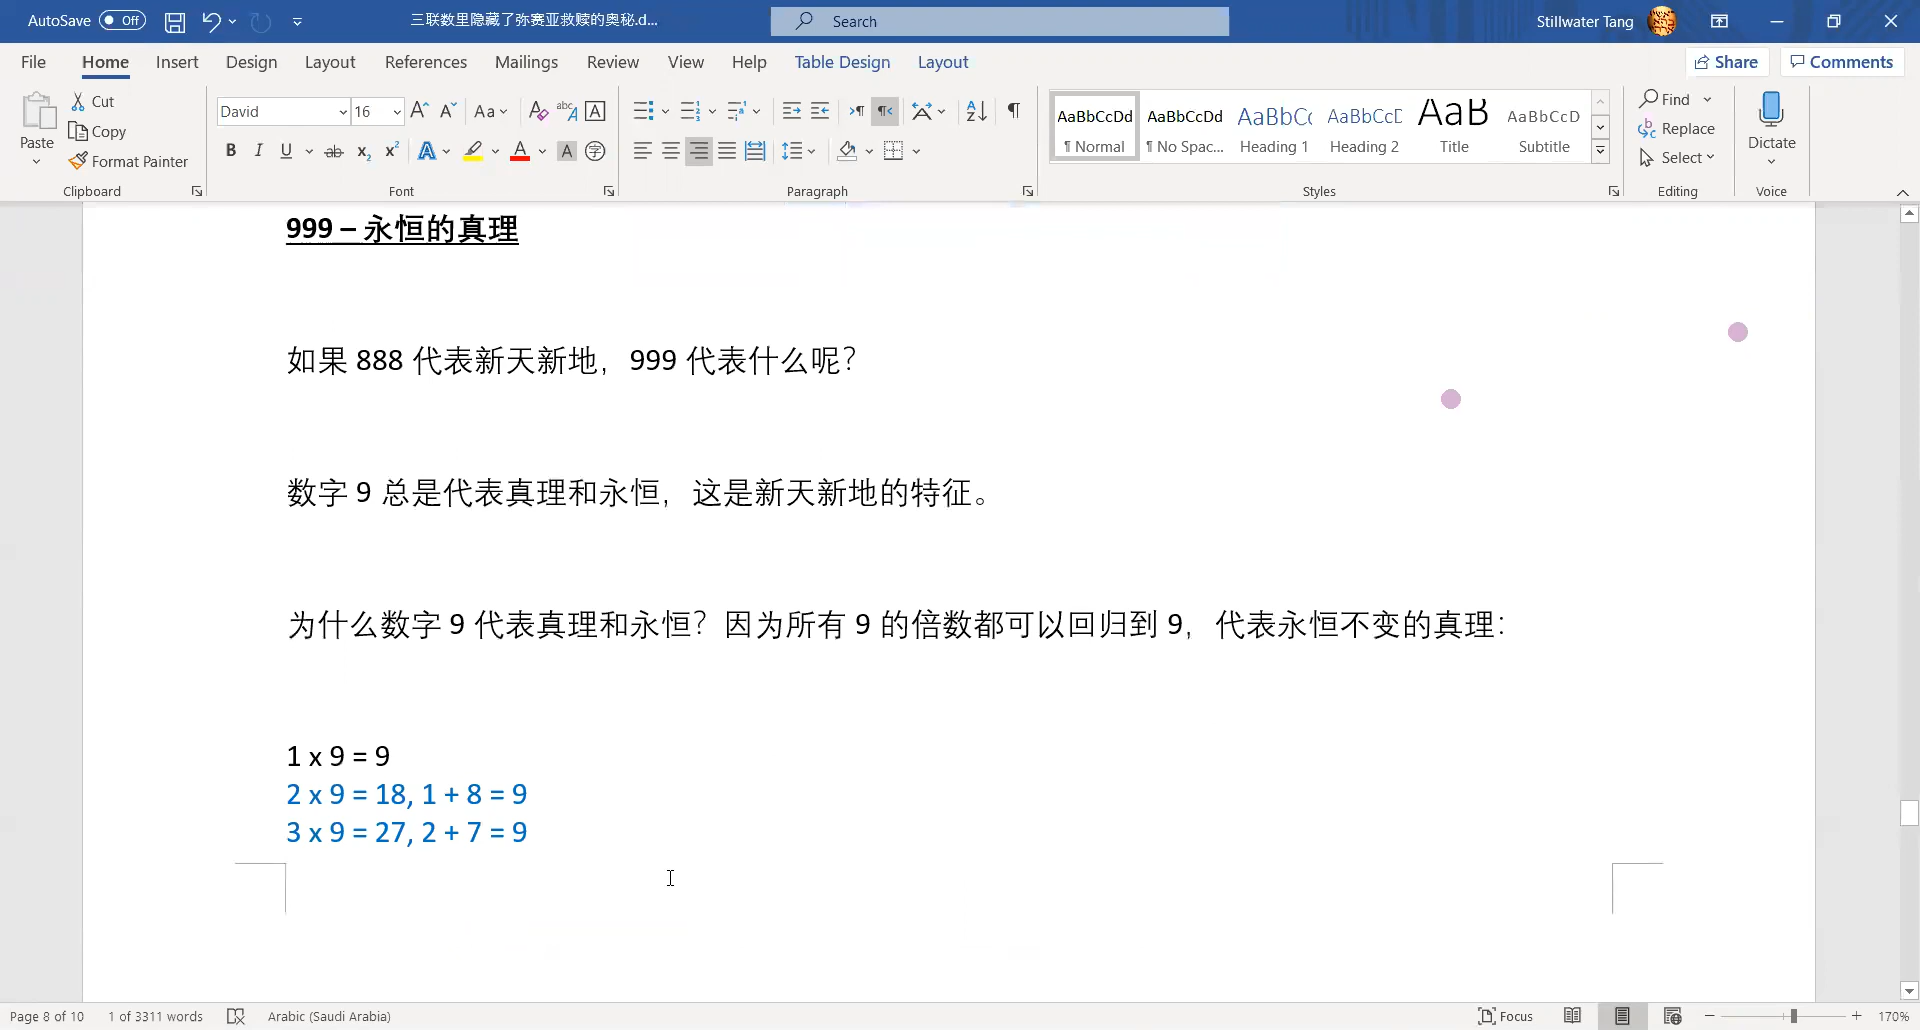 AutoSave Off 三联数里隐藏了弥赛亚救赎的奥秘.d... Search Stillwater Tang
File Home Insert Design Layout References Mailings Review View Help Table Design Layout Share Comments
Paste Cut Copy Format Painter Clipboard
David 16 Font
Paragraph
AaBbCcDd ¶ Normal
AaBbCcDd ¶ No Spac...
AaBbCc Heading 1
AaBbCcD Heading 2
AaB Title
AaBbCcD Subtitle
Styles
Find Replace Select Editing
Dictate Voice
999 – 永恒的真理
如果 888 代表新天新地，999 代表什么呢？
数字 9 总是代表真理和永恒，这是新天新地的特征。
为什么数字 9 代表真理和永恒？因为所有 9 的倍数都可以回归到 9，代表永恒不变的真理：
1 x 9 = 9
2 x 9 = 18, 1 + 8 = 9
3 x 9 = 27, 2 + 7 = 9
Page 8 of 10 1 of 3311 words Arabic (Saudi Arabia) Focus 170%